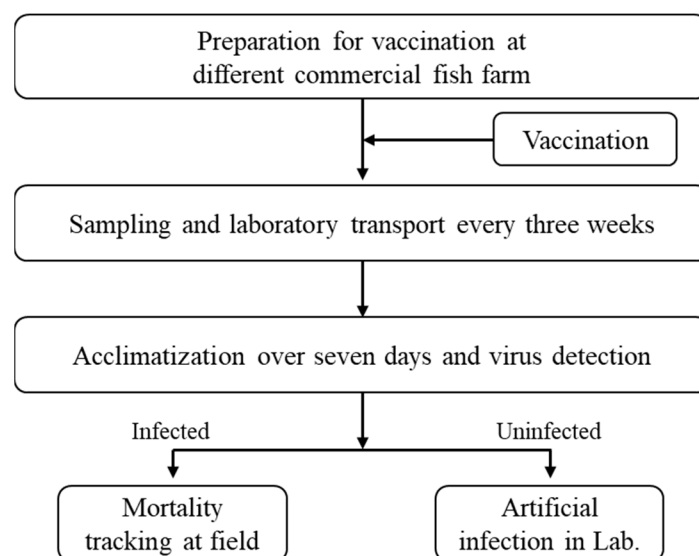 Preparation for vaccination at
different commercial fish farm
Vaccination
Sampling and laboratory transport every three weeks
Acclimatization over seven days and virus detection
Infected
Uninfected
Mortality
tracking at field
Artificial
infection in Lab.